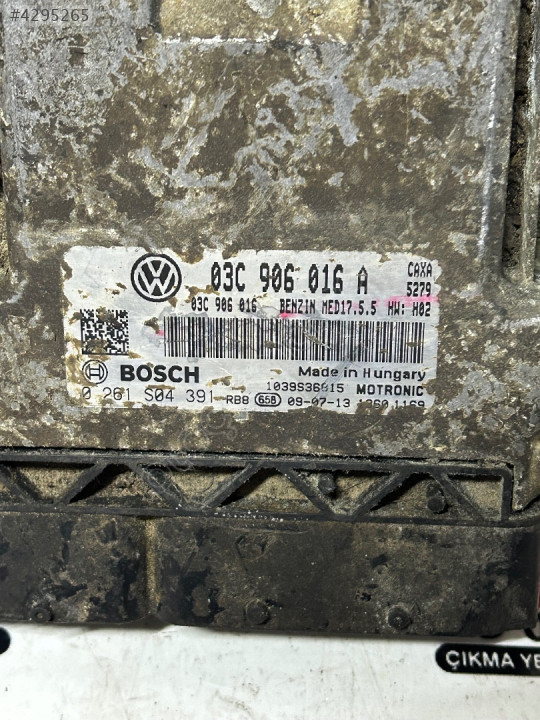 #4295265
03C 906 016 A
CAXA
5279
03C 906 016 BENZIN MED17.5.5 HW: H02
BOSCH
Made in Hungary
1039S36815 MOTRONIC
0 261 S04 391 RBB 658 09-07-13
ÇIKMA YE